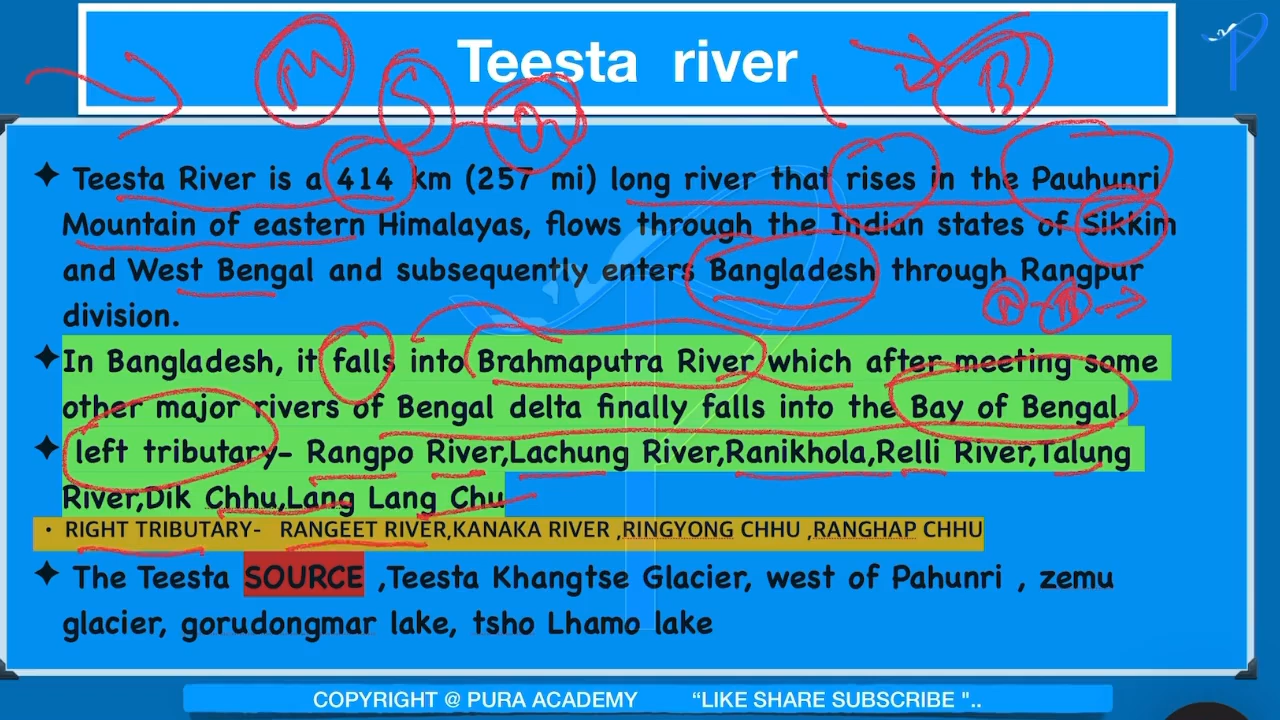 Teesta river
Teesta River is a 414 km (257 mi) long river that rises in the Pauhunri
Mountain of eastern Himalayas, flows through the Indian states of Sikkim
and West Bengal and subsequently enters Bangladesh through Rangpur
division.
In Bangladesh, it falls into Brahmaputra River which after meeting some
other major rivers of Bengal delta finally falls into the Bay of Bengal.
left tributary– Rangpo River,Lachung River,Ranikhola,Relli River,Talung
River,Dik Chhu,Lang Lang Chu
• RIGHT TRIBUTARY- RANGEET RIVER,KANAKA RIVER ,RINGYONG CHHU ,RANGHAP CHHU
The Teesta SOURCE ,Teesta Khangtse Glacier, west of Pahunri , zemu
glacier, gorudongmar lake, tsho Lhamo lake
COPYRIGHT @ PURA ACADEMY “LIKE SHARE SUBSCRIBE "..